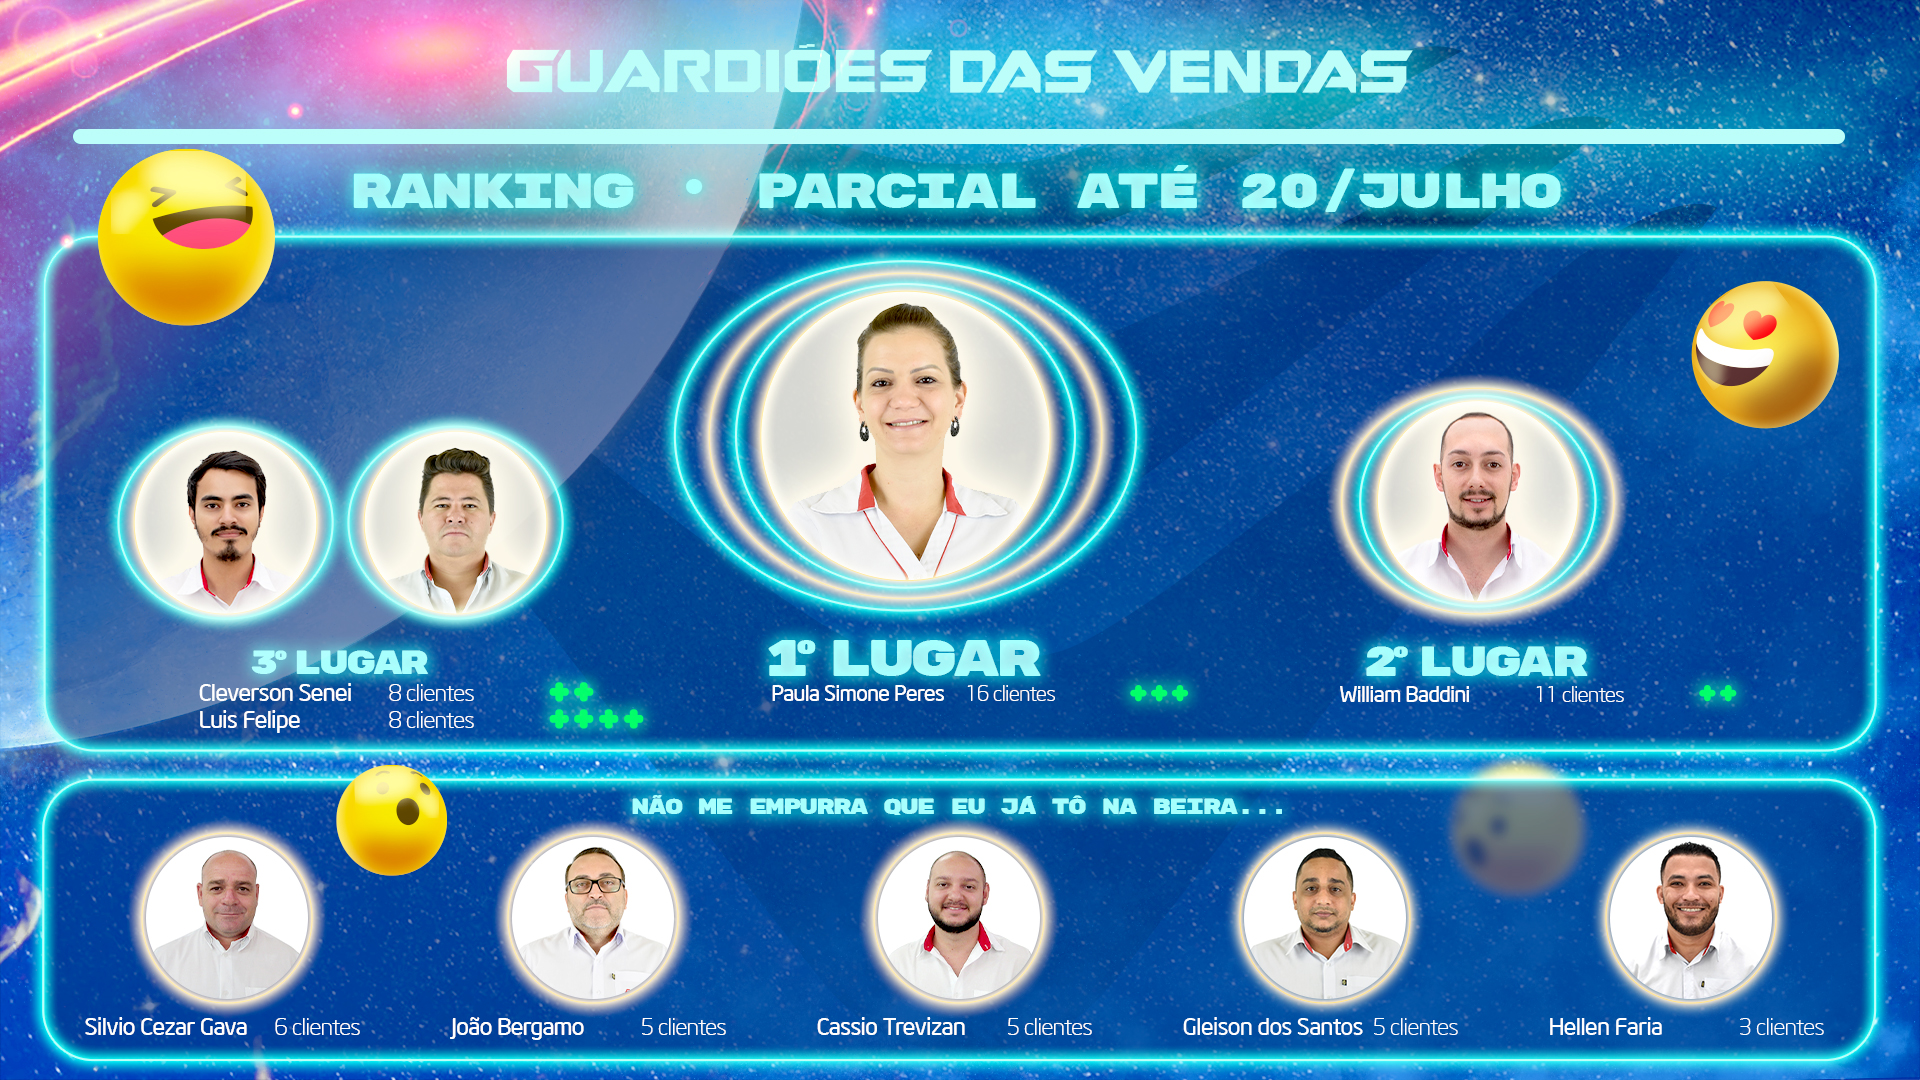 GUARDIÕES DAS VENDAS
RANKING • PARCIAL ATÉ 20/JULHO
3º LUGAR
Cleverson Senei 8 clientes
Luis Felipe 8 clientes
1º LUGAR
Paula Simone Peres 16 clientes
2º LUGAR
William Baddini 11 clientes
NÃO ME EMPURRA QUE EU JÁ TÔ NA BEIRA...
Silvio Cezar Gava 6 clientes
João Bergamo 5 clientes
Cassio Trevizan 5 clientes
Gleison dos Santos 5 clientes
Hellen Faria 3 clientes